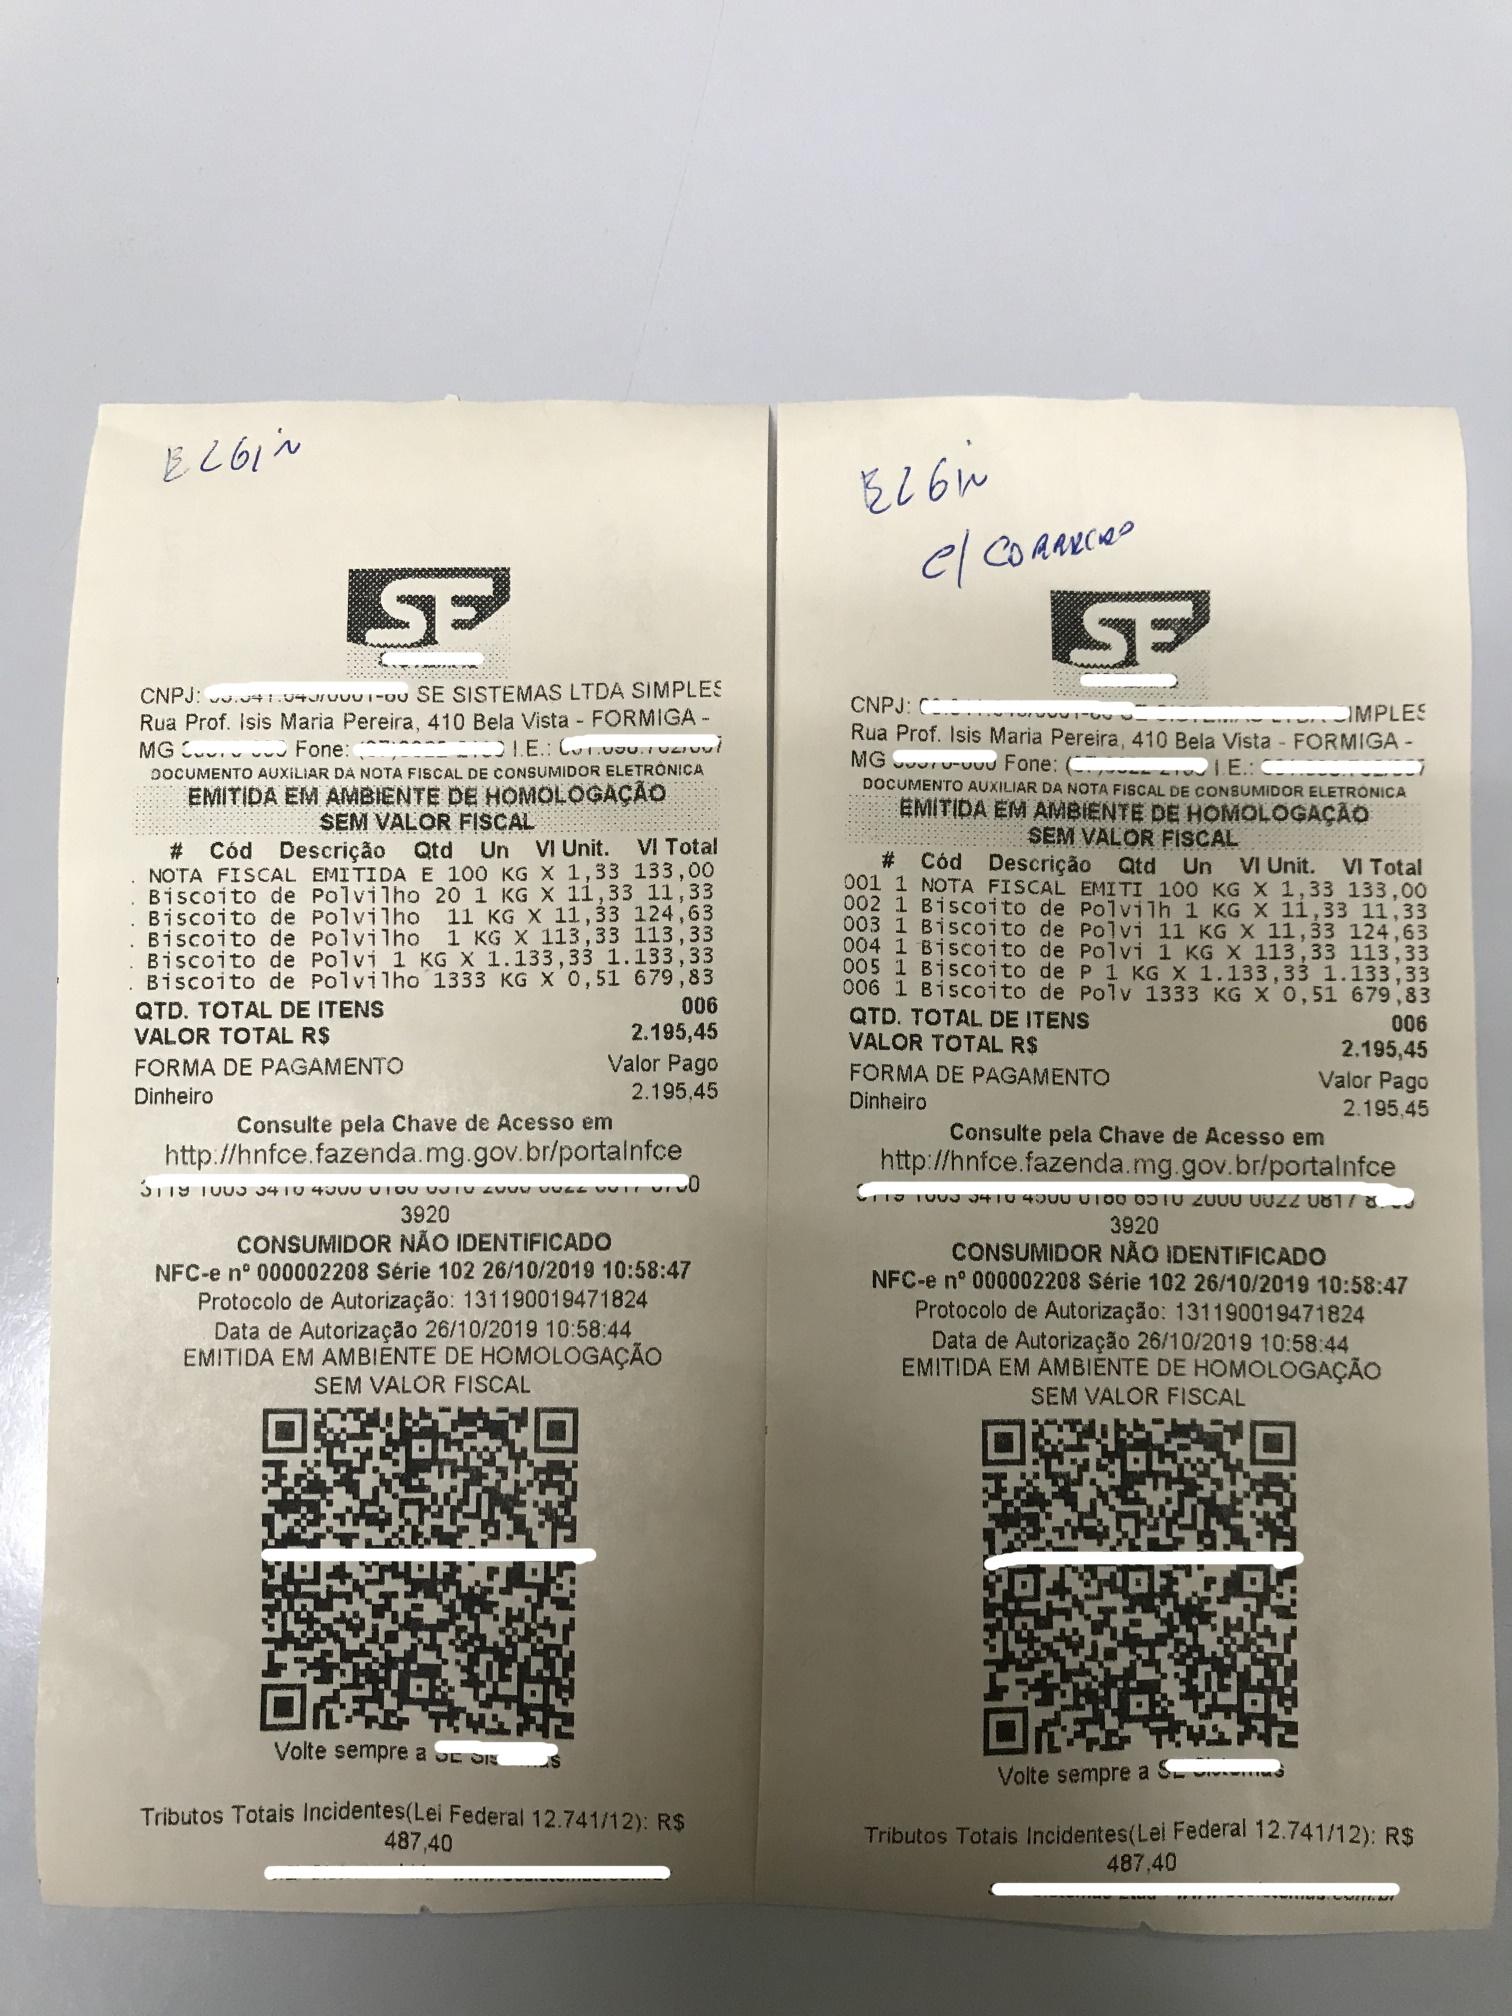 ELGIN
SE
CNPJ: SE SISTEMAS LTDA SIMPLES
Rua Prof. Isis Maria Pereira, 410 Bela Vista - FORMIGA -
MG Fone: I.E.:
DOCUMENTO AUXILIAR DA NOTA FISCAL DE CONSUMIDOR ELETRÔNICA
EMITIDA EM AMBIENTE DE HOMOLOGAÇÃO
SEM VALOR FISCAL
# Cód Descrição Qtd Un Vl Unit. Vl Total
. NOTA FISCAL EMITIDA E 100 KG X 1,33 133,00
. Biscoito de Polvilho 20 1 KG X 11,33 11,33
. Biscoito de Polvilho 11 KG X 11,33 124,63
. Biscoito de Polvilho 1 KG X 113,33 113,33
. Biscoito de Polvi 1 KG X 1.133,33 1.133,33
. Biscoito de Polvilho 1333 KG X 0,51 679,83
QTD. TOTAL DE ITENS 006
VALOR TOTAL R$ 2.195,45
FORMA DE PAGAMENTO Valor Pago
Dinheiro 2.195,45
Consulte pela Chave de Acesso em
http://hnfce.fazenda.mg.gov.br/portalnfce
3920
CONSUMIDOR NÃO IDENTIFICADO
NFC-e nº 000002208 Série 102 26/10/2019 10:58:47
Protocolo de Autorização: 131190019471824
Data de Autorização 26/10/2019 10:58:44
EMITIDA EM AMBIENTE DE HOMOLOGAÇÃO
SEM VALOR FISCAL
Volte sempre a
Tributos Totais Incidentes(Lei Federal 12.741/12): R$
487,40
ELGIN
C/
SE
CNPJ: SIMPLES
Rua Prof. Isis Maria Pereira, 410 Bela Vista - FORMIGA -
MG Fone: I.E.:
DOCUMENTO AUXILIAR DA NOTA FISCAL DE CONSUMIDOR ELETRÔNICA
EMITIDA EM AMBIENTE DE HOMOLOGAÇÃO
SEM VALOR FISCAL
# Cód Descrição Qtd Un Vl Unit. Vl Total
001 1 NOTA FISCAL EMITI 100 KG X 1,33 133,00
002 1 Biscoito de Polvilh 1 KG X 11,33 11,33
003 1 Biscoito de Polvi 11 KG X 11,33 124,63
004 1 Biscoito de Polvi 1 KG X 113,33 113,33
005 1 Biscoito de P 1 KG X 1.133,33 1.133,33
006 1 Biscoito de Polv 1333 KG X 0,51 679,83
QTD. TOTAL DE ITENS 006
VALOR TOTAL R$ 2.195,45
FORMA DE PAGAMENTO Valor Pago
Dinheiro 2.195,45
Consulte pela Chave de Acesso em
http://hnfce.fazenda.mg.gov.br/portalnfce
3920
CONSUMIDOR NÃO IDENTIFICADO
NFC-e nº 000002208 Série 102 26/10/2019 10:58:47
Protocolo de Autorização: 131190019471824
Data de Autorização 26/10/2019 10:58:44
EMITIDA EM AMBIENTE DE HOMOLOGAÇÃO
SEM VALOR FISCAL
Volte sempre a
Tributos Totais Incidentes(Lei Federal 12.741/12): R$
487,40